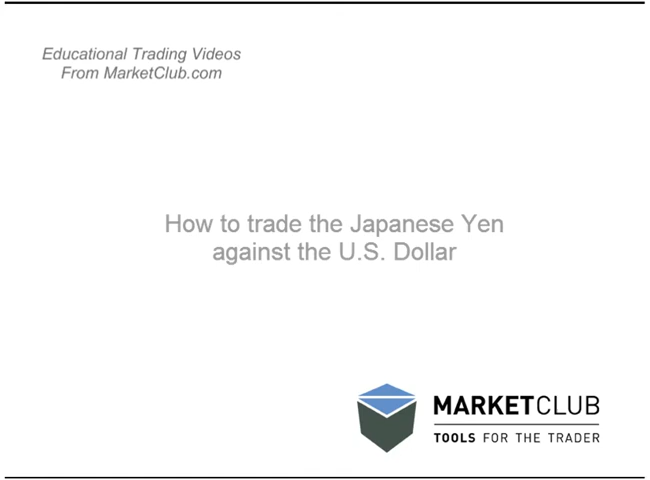 Educational Trading Videos
From MarketClub.com
How to trade the Japanese Yen
against the U.S. Dollar
MARKETCLUB
TOOLS FOR THE TRADER